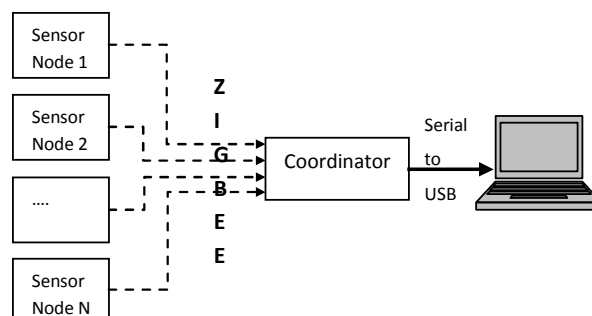 Sensor
Node 1
Sensor
Node 2
....
Sensor
Node N
Z
I
G
B
E
E
Coordinator
Serial
to
USB